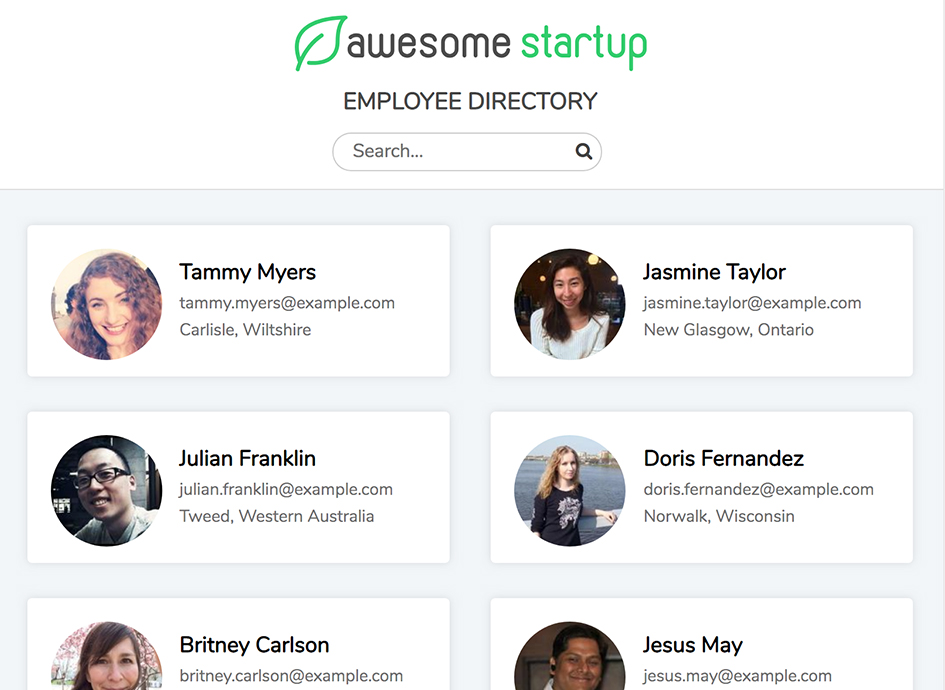 awesome startup
EMPLOYEE DIRECTORY
Search...
Tammy Myers
tammy.myers@example.com
Carlisle, Wiltshire
Jasmine Taylor
jasmine.taylor@example.com
New Glasgow, Ontario
Julian Franklin
julian.franklin@example.com
Tweed, Western Australia
Doris Fernandez
doris.fernandez@example.com
Norwalk, Wisconsin
Britney Carlson
britney.carlson@example.com
Jesus May
jesus.may@example.com